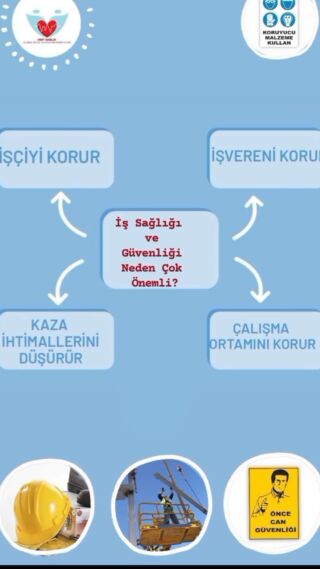 KORUYUCU
MALZEME
KULLAN
İŞÇİYİ KORUR
İŞVERENİ KORU
İş Sağlığı
ve
Güvenliği
Neden Çok
Önemli?
KAZA
İHTİMALLERİNİ
DÜŞÜRÜR
ÇALIŞMA
ORTAMINI KORUR
ÖNCE
CAN
GÜVENLİĞİ